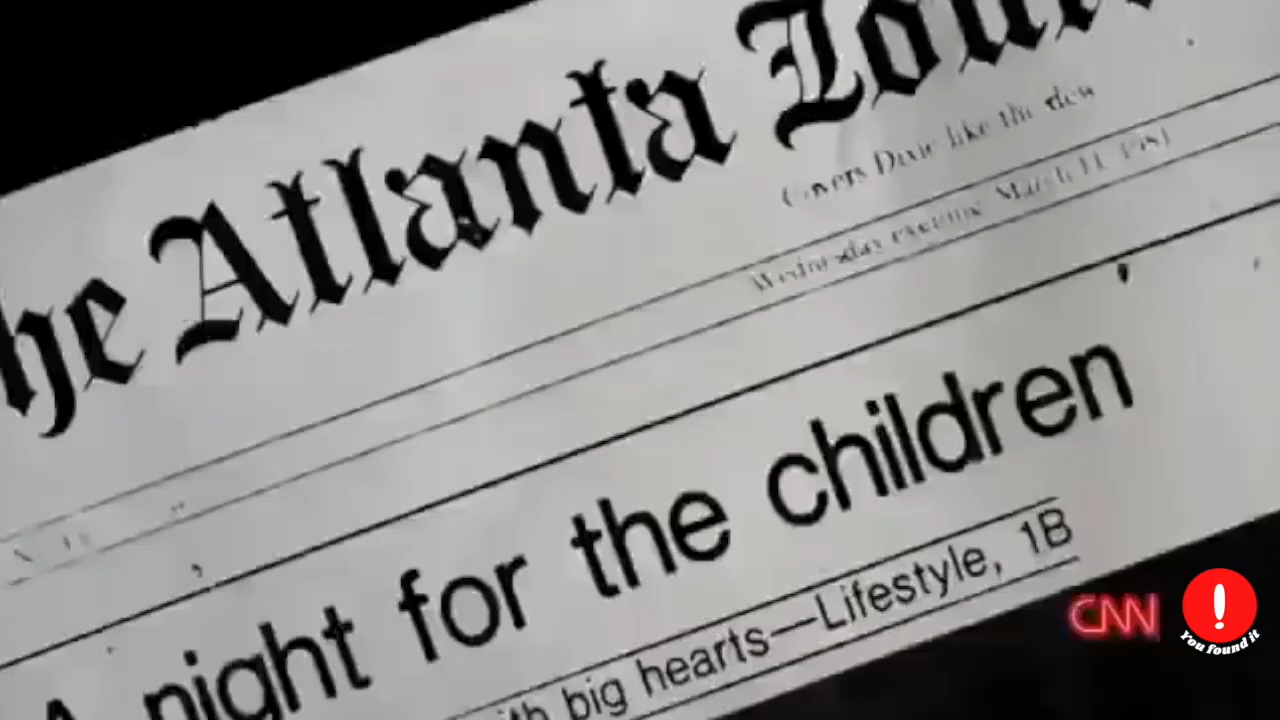 he Atlanta Jour
Covers Dixie like the dew
Wednesday evening March 11, 1981
A night for the children
ith big hearts—Lifestyle, 1B
CNN
!
You found it